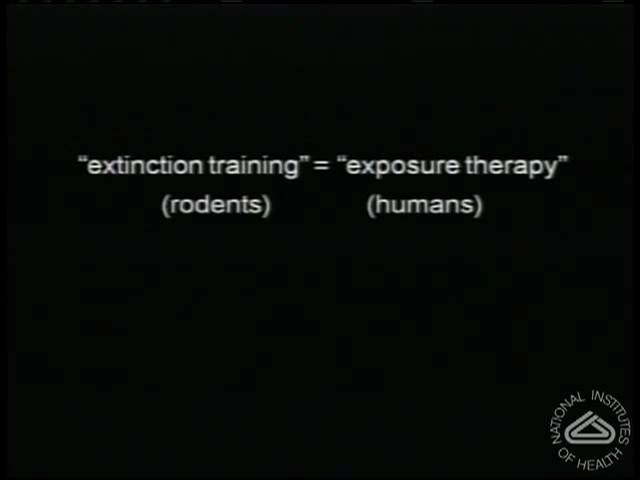 “extinction training” = “exposure therapy”
(rodents) (humans)
NATIONAL INSTITUTES
OF HEALTH